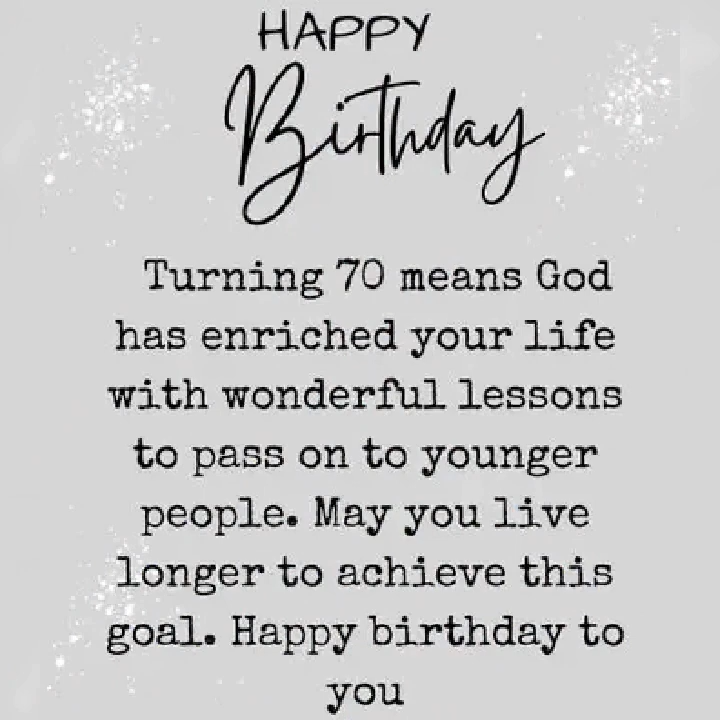 HAPPY
Birthday
Turning 70 means God
has enriched your life
with wonderful lessons
to pass on to younger
people. May you live
longer to achieve this
goal. Happy birthday to
you